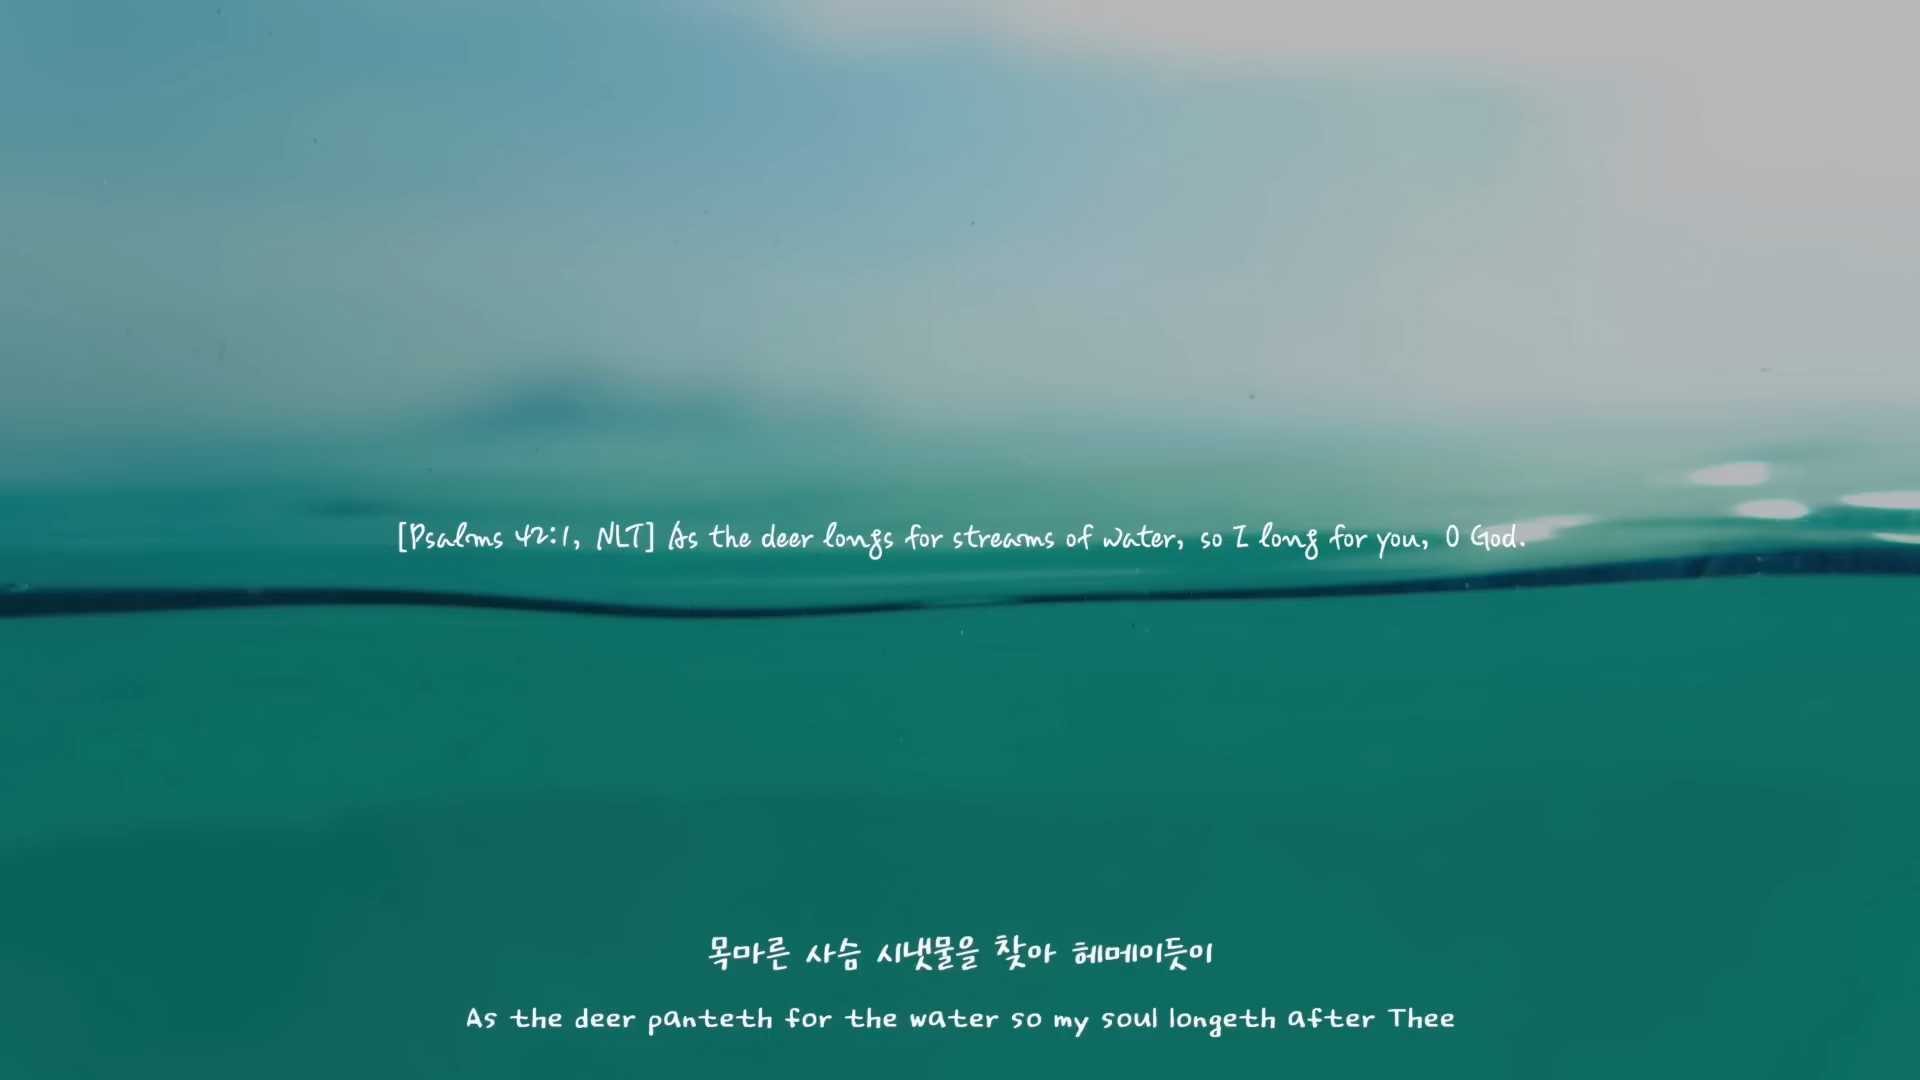 [Psalms 42:1, NLT] As the deer longs for streams of water, so I long for you, O God.
목마른 사슴 시냇물을 찾아 헤메이듯이
As the deer panteth for the water so my soul longeth after Thee